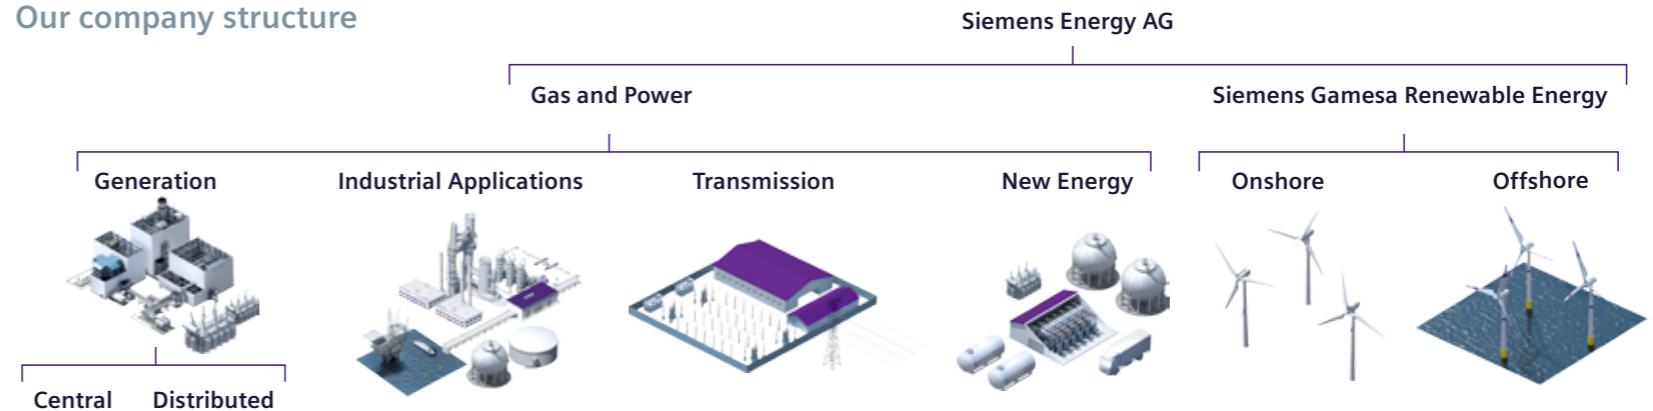 Our company structure
Siemens Energy AG
Gas and Power
Siemens Gamesa Renewable Energy
Generation
Industrial Applications
Transmission
New Energy
Onshore
Offshore
Central
Distributed